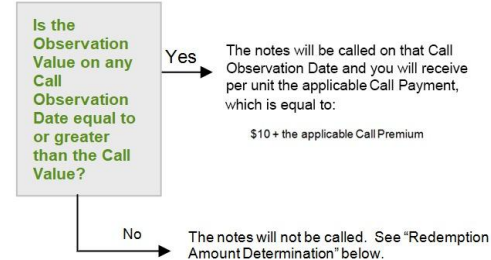 Is the
Observation
Value on any
Call
Observation
Date equal to
or greater
than the Call
Value?
Yes
The notes will be called on that Call
Observation Date and you will receive
per unit the applicable Call Payment,
which is equal to:
$10 + the applicable Call Premium
No
The notes will not be called. See “Redemption
Amount Determination” below.